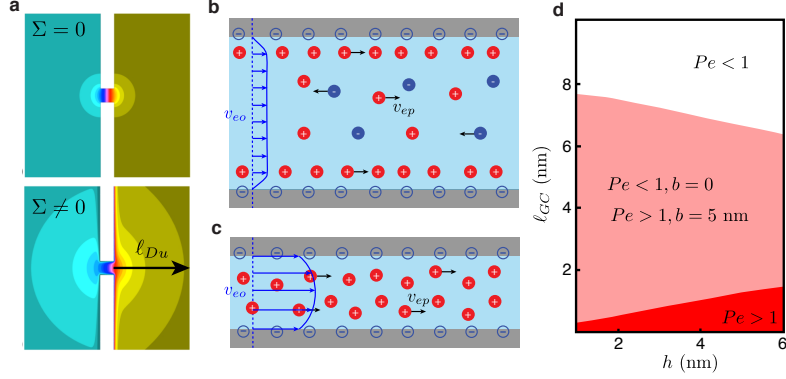 a
Σ = 0
Σ ≠ 0
ℓ_Du
b
v_eo
v_ep
c
v_eo
v_ep
d
Pe < 1
Pe < 1, b = 0
Pe > 1, b = 5 nm
Pe > 1
ℓ_GC (nm)
8
6
4
2
2
4
6
h (nm)